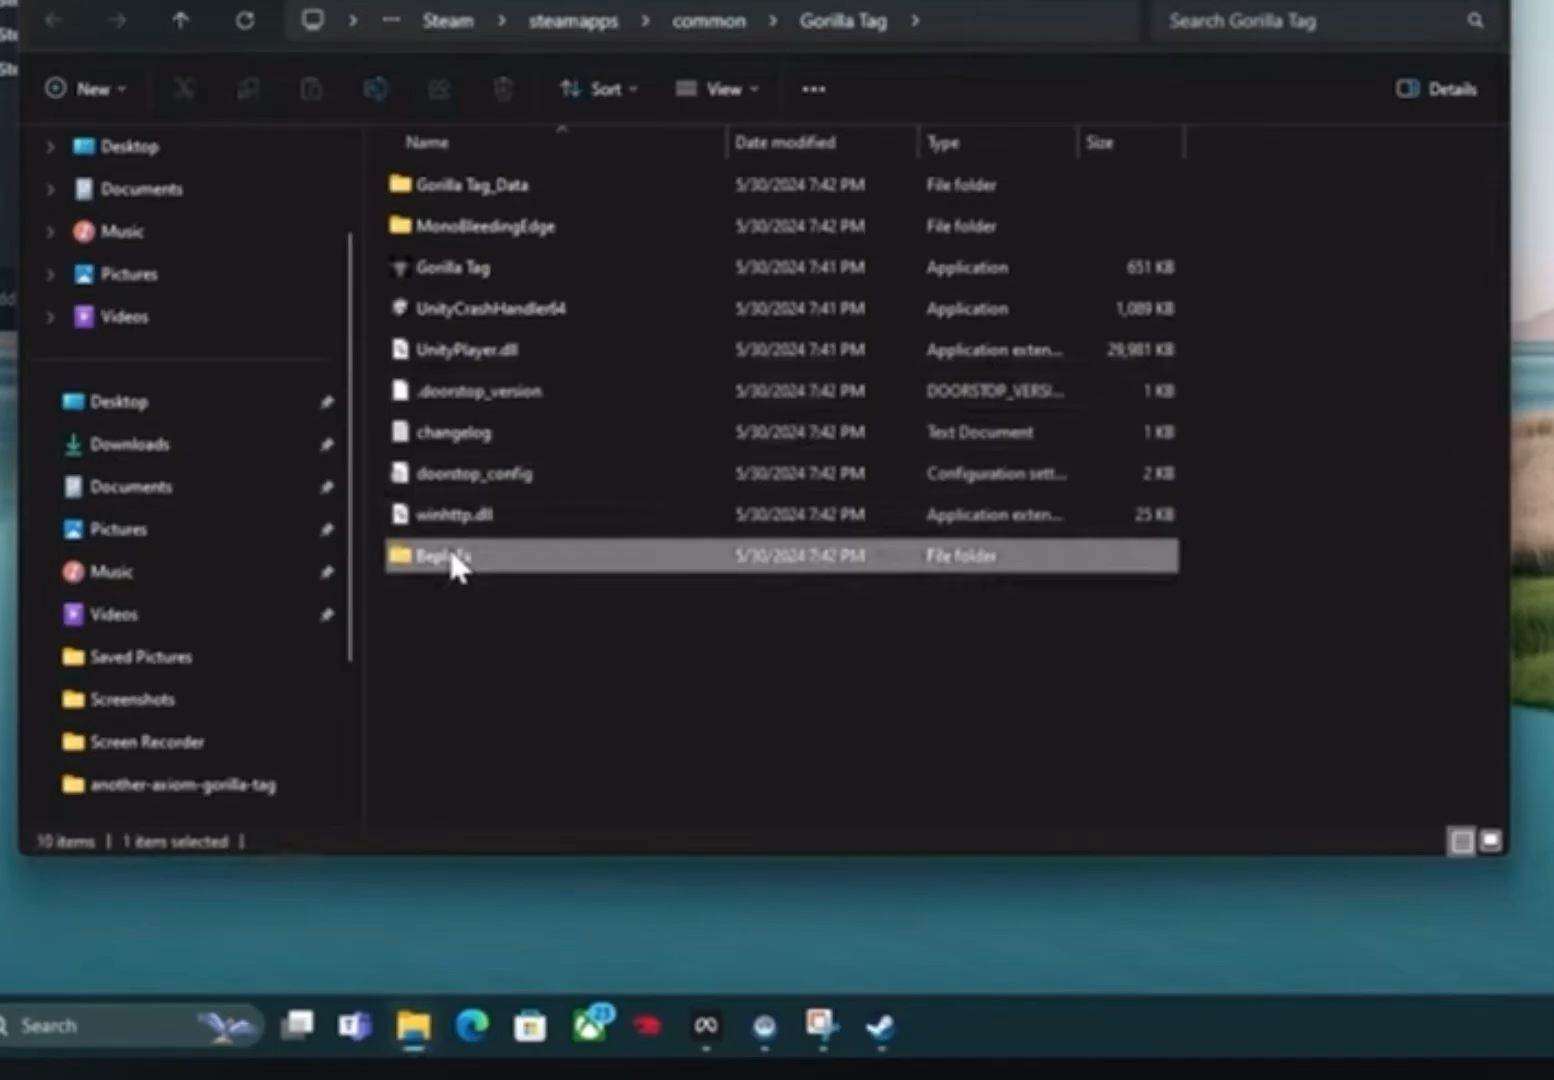 Steam > steamapps > common > Gorilla Tag > Search Gorilla Tag
New Sort View ... Details
Name Date modified Type Size
Desktop
Documents
Music
Pictures
Videos
Desktop
Downloads
Documents
Pictures
Music
Videos
Saved Pictures
Screenshots
Screen Recorder
another-axiom-gorilla-tag
Gorilla Tag_Data 5/30/2024 7:42 PM File folder
MonoBleedingEdge 5/30/2024 7:42 PM File folder
Gorilla Tag 5/30/2024 7:41 PM Application 651 KB
UnityCrashHandler64 5/30/2024 7:41 PM Application 1,089 KB
UnityPlayer.dll 5/30/2024 7:41 PM Application exten... 29,981 KB
.doorstop_version 5/30/2024 7:42 PM DOORSTOP_VERSI... 1 KB
changelog 5/30/2024 7:42 PM Text Document 1 KB
doorstop_config 5/30/2024 7:42 PM Configuration sett... 2 KB
winhttp.dll 5/30/2024 7:42 PM Application exten... 25 KB
5/30/2024 7:42 PM File folder
10 items | 1 item selected |
Search
23